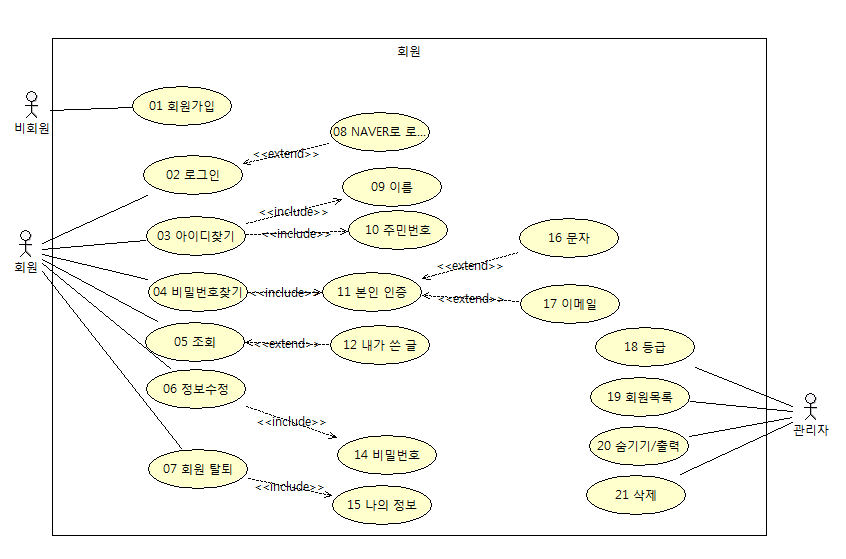 회원
비회원
01 회원가입
08 NAVER로 로...
<<extend>>
02 로그인
09 이름
<<include>>
03 아이디찾기
<<include>>
10 주민번호
회원
16 문자
<<extend>>
04 비밀번호찾기
<<include>>
11 본인 인증
<<extend>>
17 이메일
05 조회
<<extend>>
12 내가 쓴 글
18 등급
06 정보수정
19 회원목록
관리자
<<include>>
20 숨기기/출력
14 비밀번호
07 회원 탈퇴
<<include>>
15 나의 정보
21 삭제